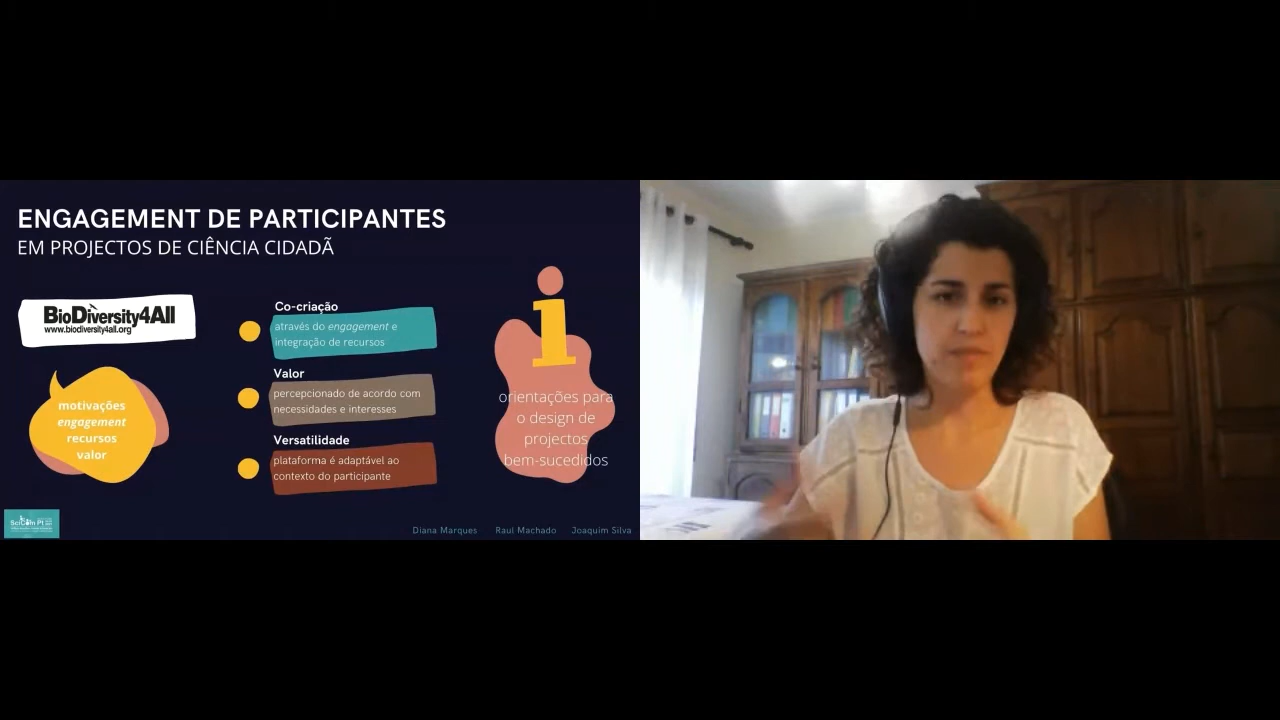 ENGAGEMENT DE PARTICIPANTES
EM PROJECTOS DE CIÊNCIA CIDADÃ
BioDiversity4All
www.biodiversity4all.org
motivações
engagement
recursos
valor
Co-criação
através do engagement e
integração de recursos
Valor
percepcionado de acordo com
necessidades e interesses
Versatilidade
plataforma é adaptável ao
contexto do participante
i
orientações para
o design de
projectos
bem-sucedidos
SciCom Pt
Diana Marques Raul Machado Joaquim Silva